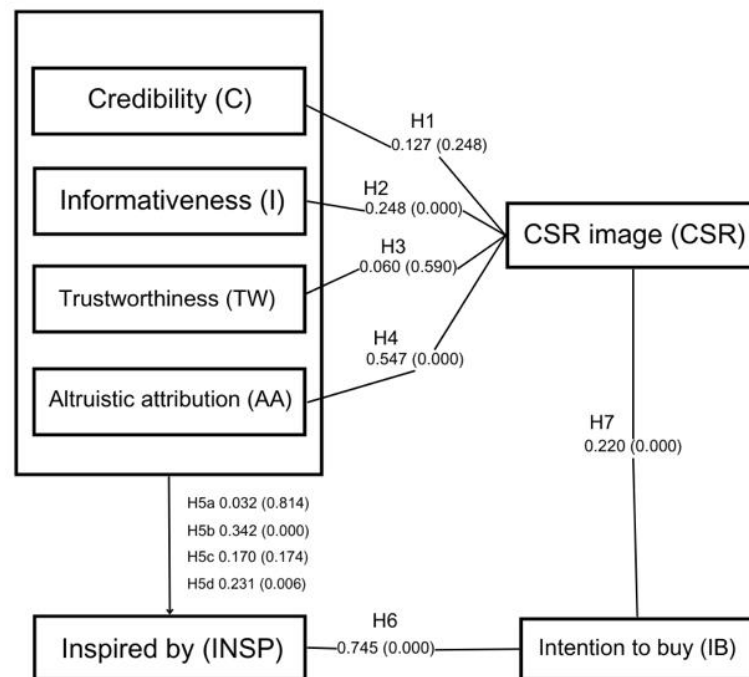 Credibility (C)
H1
0.127 (0.248)
Informativeness (I)
H2
0.248 (0.000)
CSR image (CSR)
H3
0.060 (0.590)
Trustworthiness (TW)
H4
0.547 (0.000)
Altruistic attribution (AA)
H7
0.220 (0.000)
H5a 0.032 (0.814)
H5b 0.342 (0.000)
H5c 0.170 (0.174)
H5d 0.231 (0.006)
H6
0.745 (0.000)
Inspired by (INSP)
Intention to buy (IB)